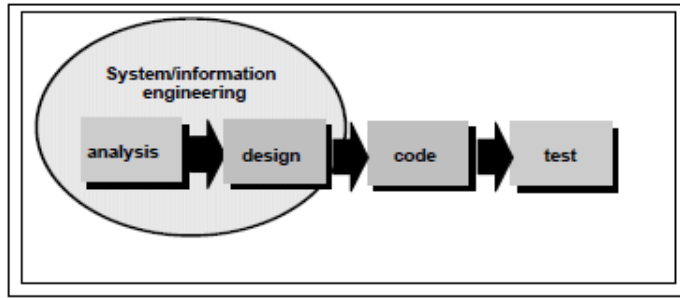 System/information
engineering
analysis
design
code
test